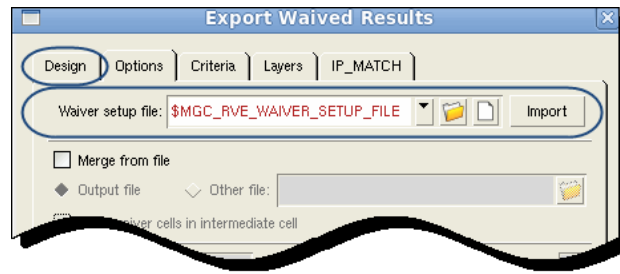 Export Waived Results
Design Options Criteria Layers IP_MATCH
Waiver setup file: $MGC_RVE_WAIVER_SETUP_FILE Import
Merge from file
Output file Other file:
cells in intermediate cell